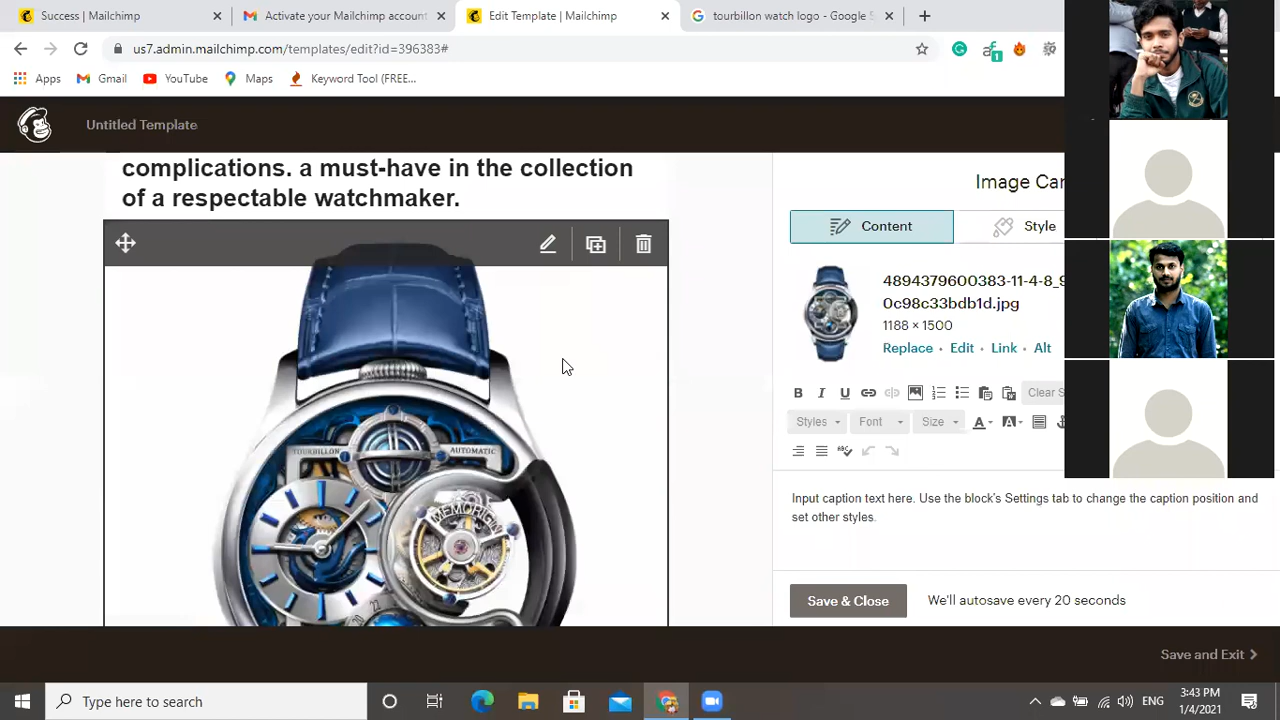 Success | Mailchimp
Activate your Mailchimp account
Edit Template | Mailchimp
tourbillon watch logo - Google S
us7.admin.mailchimp.com/templates/edit?id=396383#
1
Apps
Gmail
YouTube
Maps
Keyword Tool (FREE...
Untitled Template
complications. a must-have in the collection
of a respectable watchmaker.
TOURBILLON
AUTOMATIC
MEMORIGIN
Image Car
Content
Style
4894379600383-11-4-8_9
0c98c33bdb1d.jpg
1188 × 1500
Replace • Edit • Link • Alt
B I U
Clear S
Styles
Font
Size
A
A
ABC
Input caption text here. Use the block's Settings tab to change the caption position and
set other styles.
Save & Close
We'll autosave every 20 seconds
Save and Exit
Type here to search
ENG
3:43 PM
1/4/2021